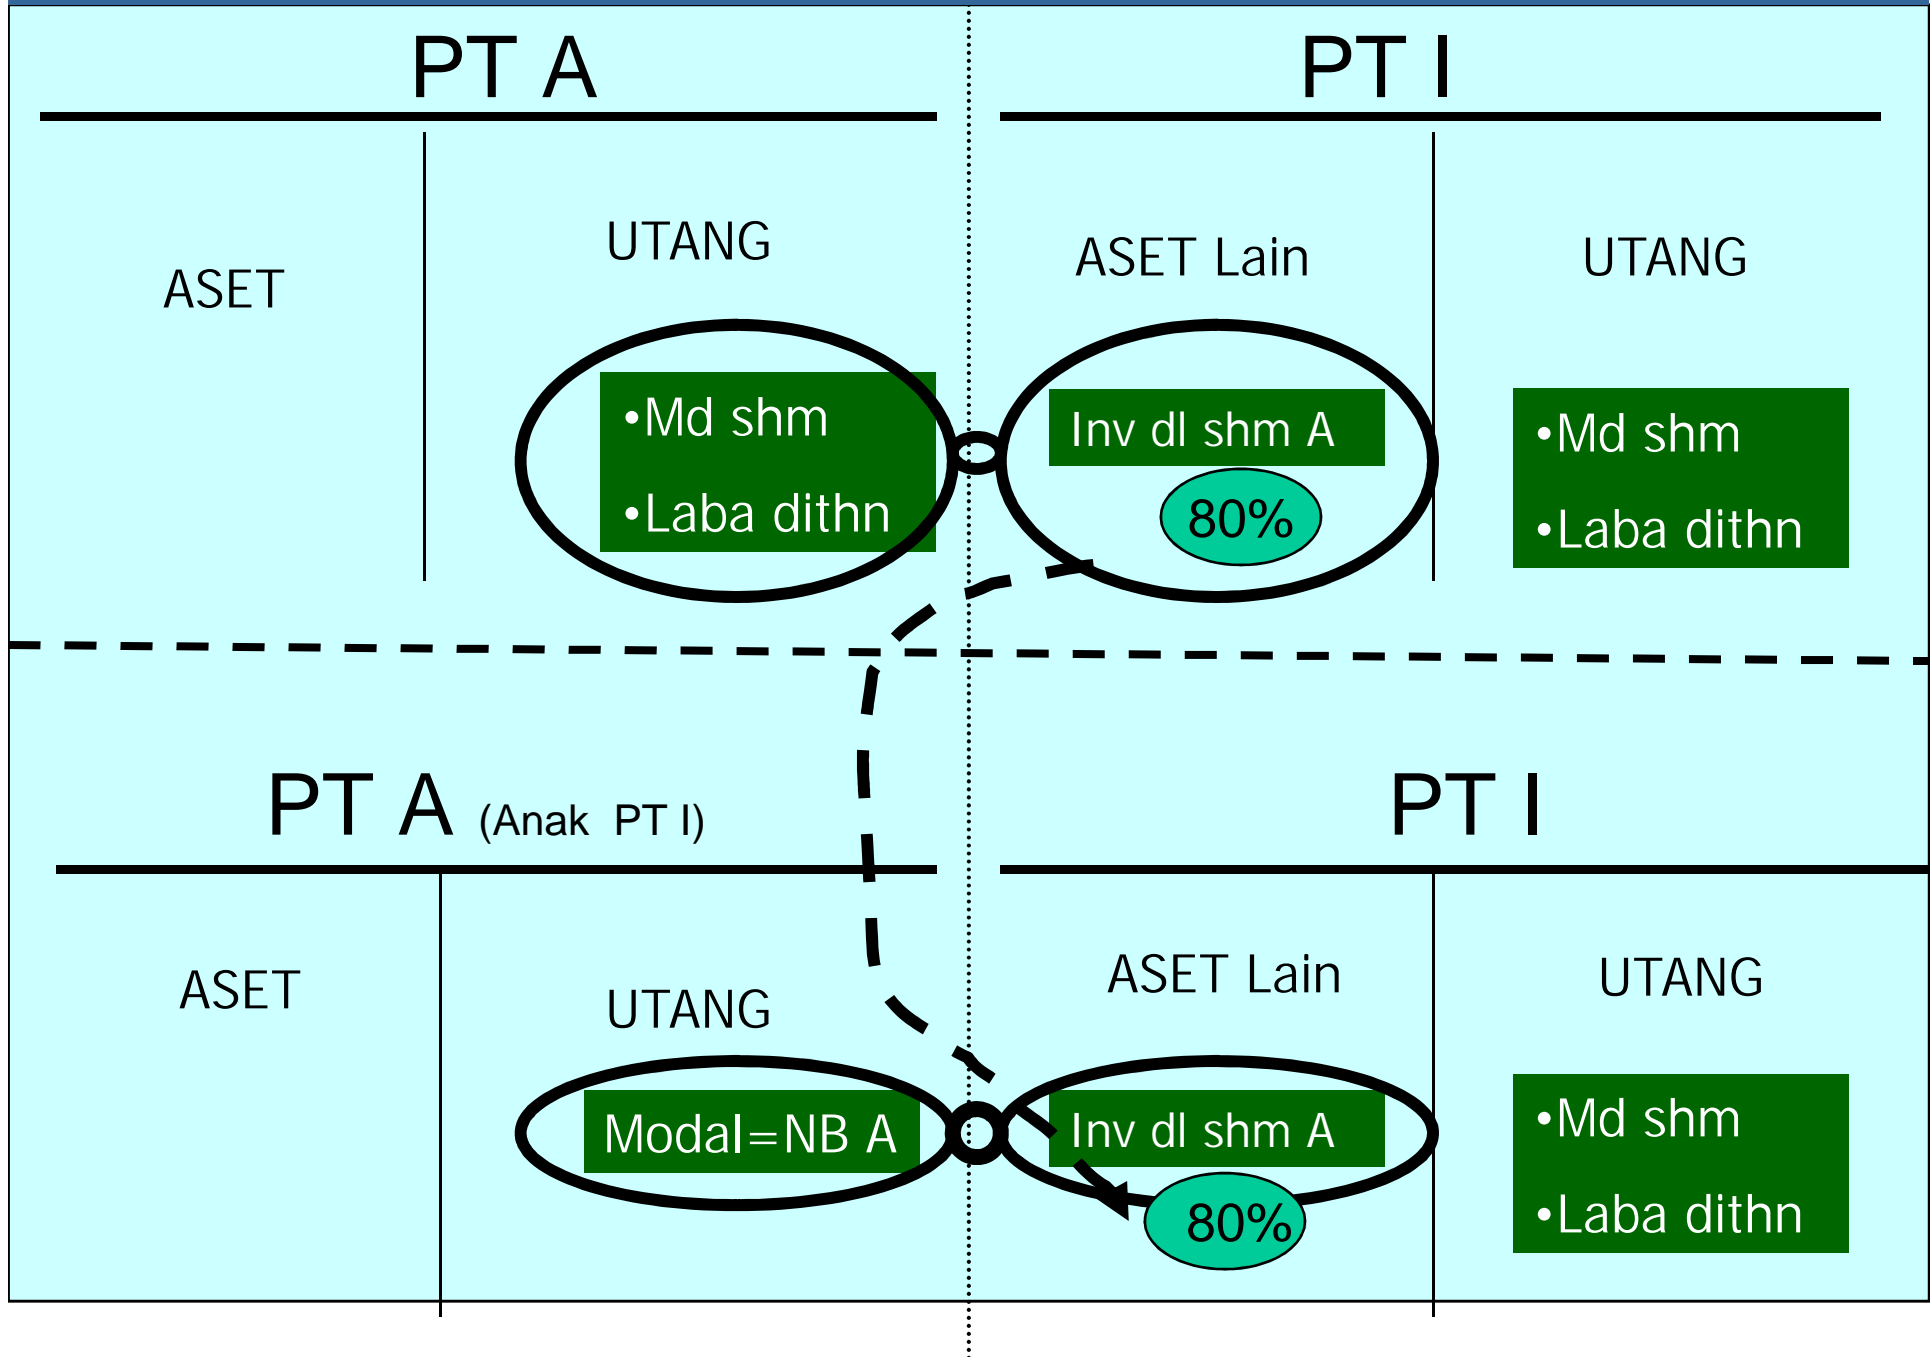 PT A
PT I
ASET
UTANG
ASET Lain
UTANG
•Md shm
•Laba dithn
Inv dl shm A
80%
•Md shm
•Laba dithn
PT A (Anak PT I)
PT I
ASET
UTANG
ASET Lain
UTANG
Modal=NB A
Inv dl shm A
80%
•Md shm
•Laba dithn